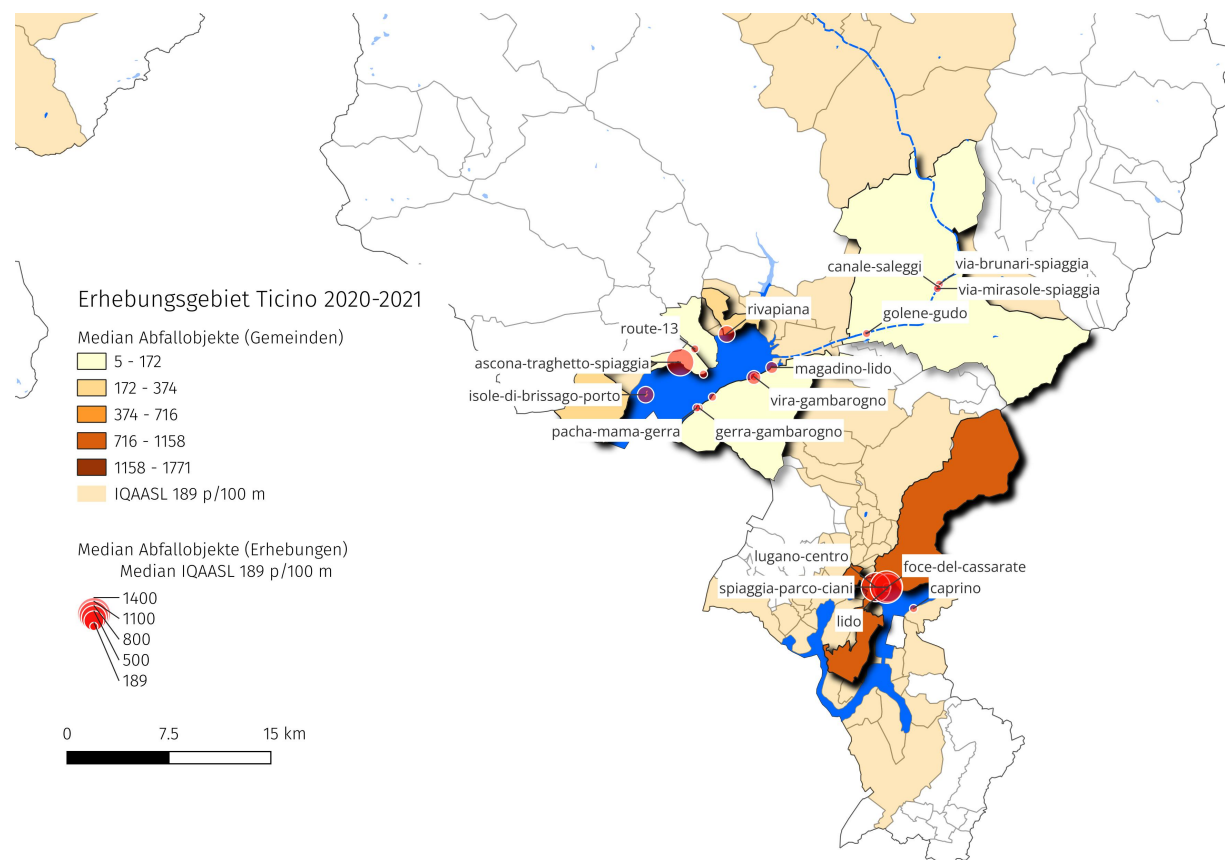 canale-saleggi
via-brunari-spiaggia
via-mirasole-spiaggia
golene-gudo
rivapiana
route-13
ascona-traghetto-spiaggia
magadino-lido
isole-di-brissago-porto
vira-gambarogno
pacha-mama-gerra
gerra-gambarogno
Erhebungsgebiet Ticino 2020-2021
Median Abfallobjekte (Gemeinden)
5 - 172
172 - 374
374 - 716
716 - 1158
1158 - 1771
IQAASL 189 p/100 m
Median Abfallobjekte (Erhebungen)
Median IQAASL 189 p/100 m
1400
1100
800
500
189
lugano-centro
foce-del-cassarate
spiaggia-parco-ciani
caprino
lido
0 7.5 15 km